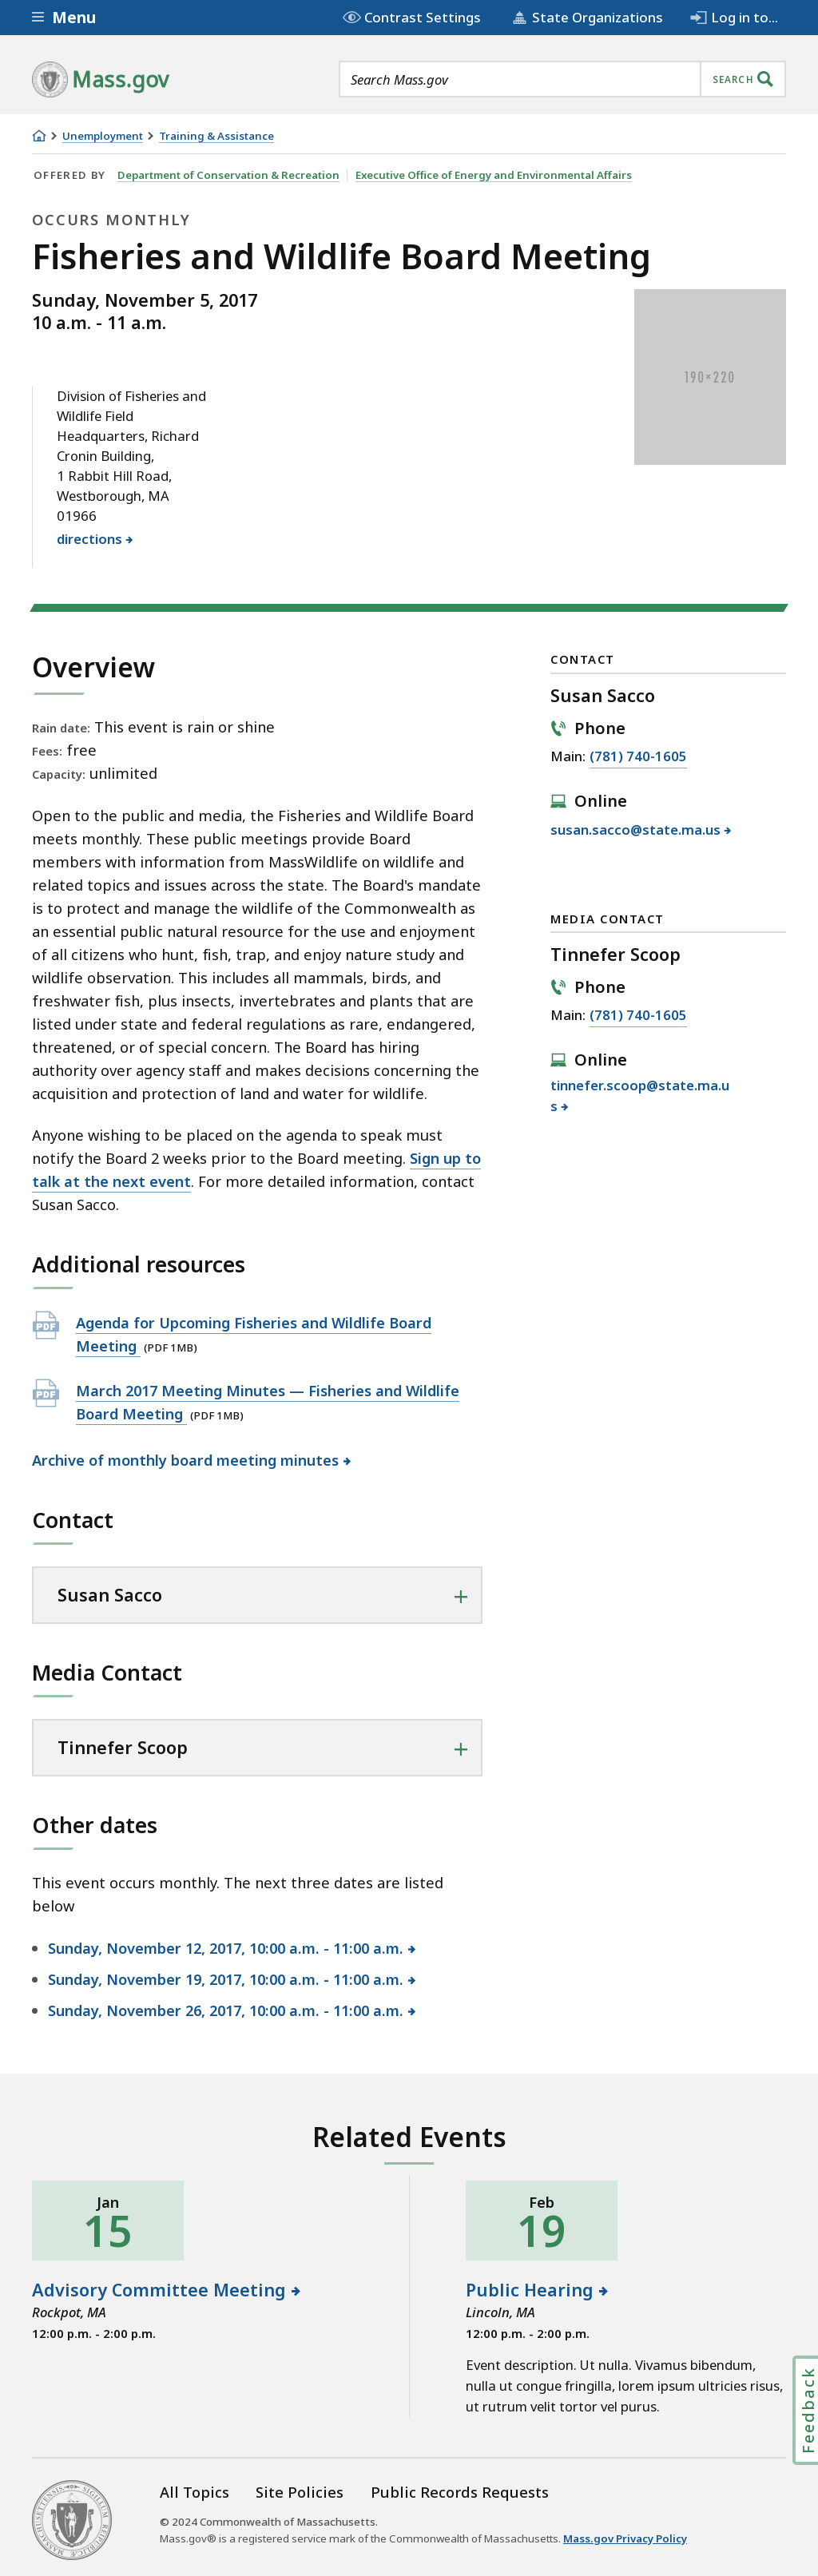 Menu
Contrast Settings
State Organizations
Log in to...
Mass.gov
Search Mass.gov
SEARCH
Unemployment
Training & Assistance
OFFERED BY
Department of Conservation & Recreation
Executive Office of Energy and Environmental Affairs
OCCURS MONTHLY
Fisheries and Wildlife Board Meeting
Sunday, November 5, 2017
10 a.m. - 11 a.m.
190×220
Division of Fisheries and
Wildlife Field
Headquarters, Richard
Cronin Building,
1 Rabbit Hill Road,
Westborough, MA
01966
directions
Overview
Rain date: This event is rain or shine
Fees: free
Capacity: unlimited
Open to the public and media, the Fisheries and Wildlife Board
meets monthly. These public meetings provide Board
members with information from MassWildlife on wildlife and
related topics and issues across the state. The Board's mandate
is to protect and manage the wildlife of the Commonwealth as
an essential public natural resource for the use and enjoyment
of all citizens who hunt, fish, trap, and enjoy nature study and
wildlife observation. This includes all mammals, birds, and
freshwater fish, plus insects, invertebrates and plants that are
listed under state and federal regulations as rare, endangered,
threatened, or of special concern. The Board has hiring
authority over agency staff and makes decisions concerning the
acquisition and protection of land and water for wildlife.
Anyone wishing to be placed on the agenda to speak must
notify the Board 2 weeks prior to the Board meeting. Sign up to
talk at the next event. For more detailed information, contact
Susan Sacco.
Additional resources
PDF
Agenda for Upcoming Fisheries and Wildlife Board
Meeting (PDF 1MB)
PDF
March 2017 Meeting Minutes — Fisheries and Wildlife
Board Meeting (PDF 1MB)
Archive of monthly board meeting minutes
Contact
Susan Sacco
Media Contact
Tinnefer Scoop
Other dates
This event occurs monthly. The next three dates are listed
below
Sunday, November 12, 2017, 10:00 a.m. - 11:00 a.m.
Sunday, November 19, 2017, 10:00 a.m. - 11:00 a.m.
Sunday, November 26, 2017, 10:00 a.m. - 11:00 a.m.
CONTACT
Susan Sacco
Phone
Main: (781) 740-1605
Online
susan.sacco@state.ma.us
MEDIA CONTACT
Tinnefer Scoop
Phone
Main: (781) 740-1605
Online
tinnefer.scoop@state.ma.u
s
Related Events
Jan
15
Advisory Committee Meeting
Rockpot, MA
12:00 p.m. - 2:00 p.m.
Feb
19
Public Hearing
Lincoln, MA
12:00 p.m. - 2:00 p.m.
Event description. Ut nulla. Vivamus bibendum,
nulla ut congue fringilla, lorem ipsum ultricies risus,
ut rutrum velit tortor vel purus.
Feedback
All Topics
Site Policies
Public Records Requests
© 2024 Commonwealth of Massachusetts.
Mass.gov® is a registered service mark of the Commonwealth of Massachusetts. Mass.gov Privacy Policy